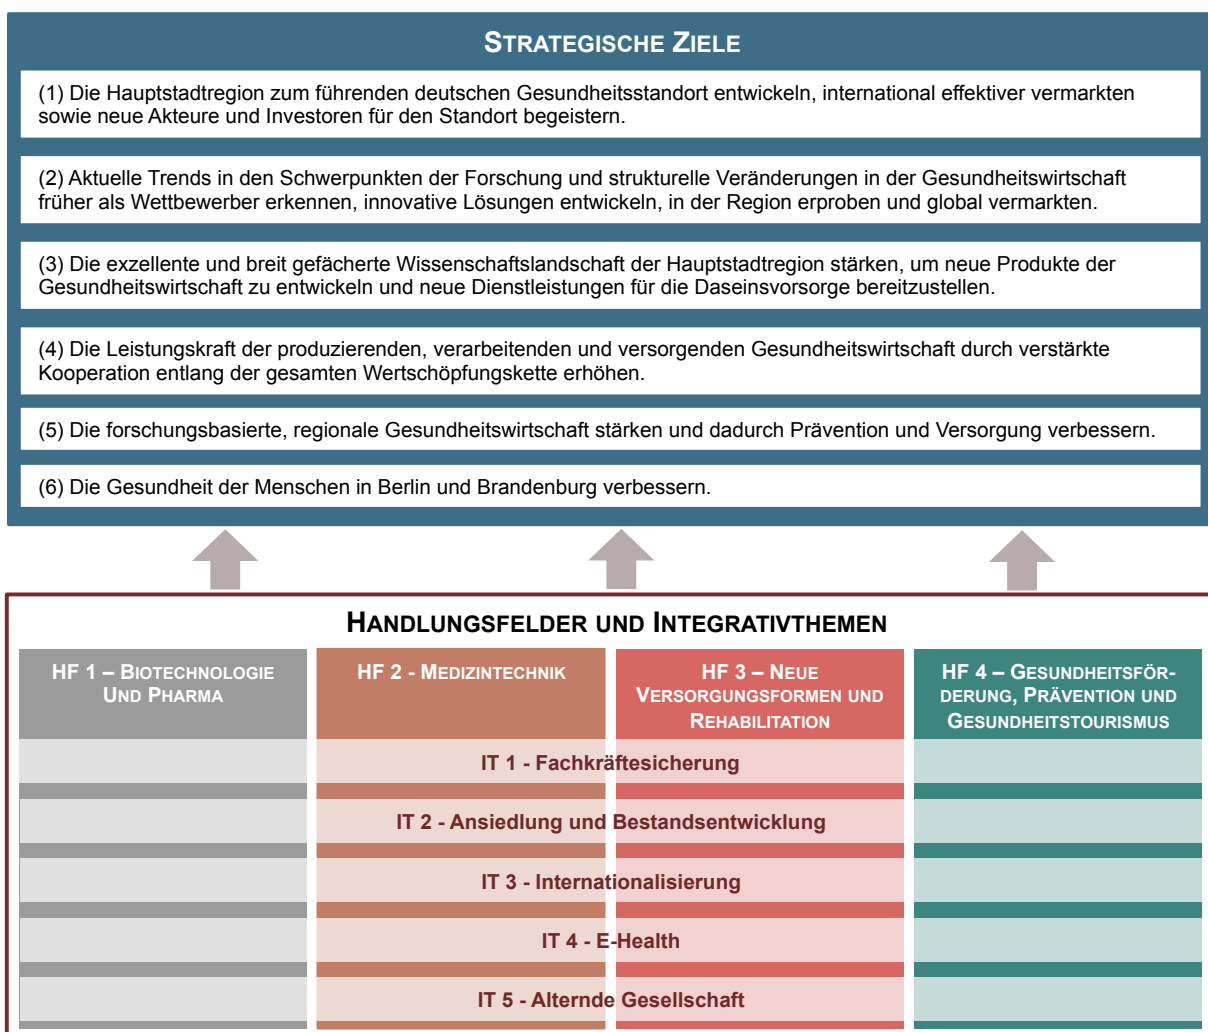 STRATEGISCHE ZIELE
(1) Die Hauptstadtregion zum führenden deutschen Gesundheitsstandort entwickeln, international effektiver vermarkten
sowie neue Akteure und Investoren für den Standort begeistern.
(2) Aktuelle Trends in den Schwerpunkten der Forschung und strukturelle Veränderungen in der Gesundheitswirtschaft
früher als Wettbewerber erkennen, innovative Lösungen entwickeln, in der Region erproben und global vermarkten.
(3) Die exzellente und breit gefächerte Wissenschaftslandschaft der Hauptstadtregion stärken, um neue Produkte der
Gesundheitswirtschaft zu entwickeln und neue Dienstleistungen für die Daseinsvorsorge bereitzustellen.
(4) Die Leistungskraft der produzierenden, verarbeitenden und versorgenden Gesundheitswirtschaft durch verstärkte
Kooperation entlang der gesamten Wertschöpfungskette erhöhen.
(5) Die forschungsbasierte, regionale Gesundheitswirtschaft stärken und dadurch Prävention und Versorgung verbessern.
(6) Die Gesundheit der Menschen in Berlin und Brandenburg verbessern.
HANDLUNGSFELDER UND INTEGRATIVTHEMEN
HF 1 – BIOTECHNOLOGIE
UND PHARMA
HF 2 - MEDIZINTECHNIK
HF 3 – NEUE
VERSORGUNGSFORMEN UND
REHABILITATION
HF 4 – GESUNDHEITSFÖR-
DERUNG, PRÄVENTION UND
GESUNDHEITSTOURISMUS
IT 1 - Fachkräftesicherung
IT 2 - Ansiedlung und Bestandsentwicklung
IT 3 - Internationalisierung
IT 4 - E-Health
IT 5 - Alternde Gesellschaft